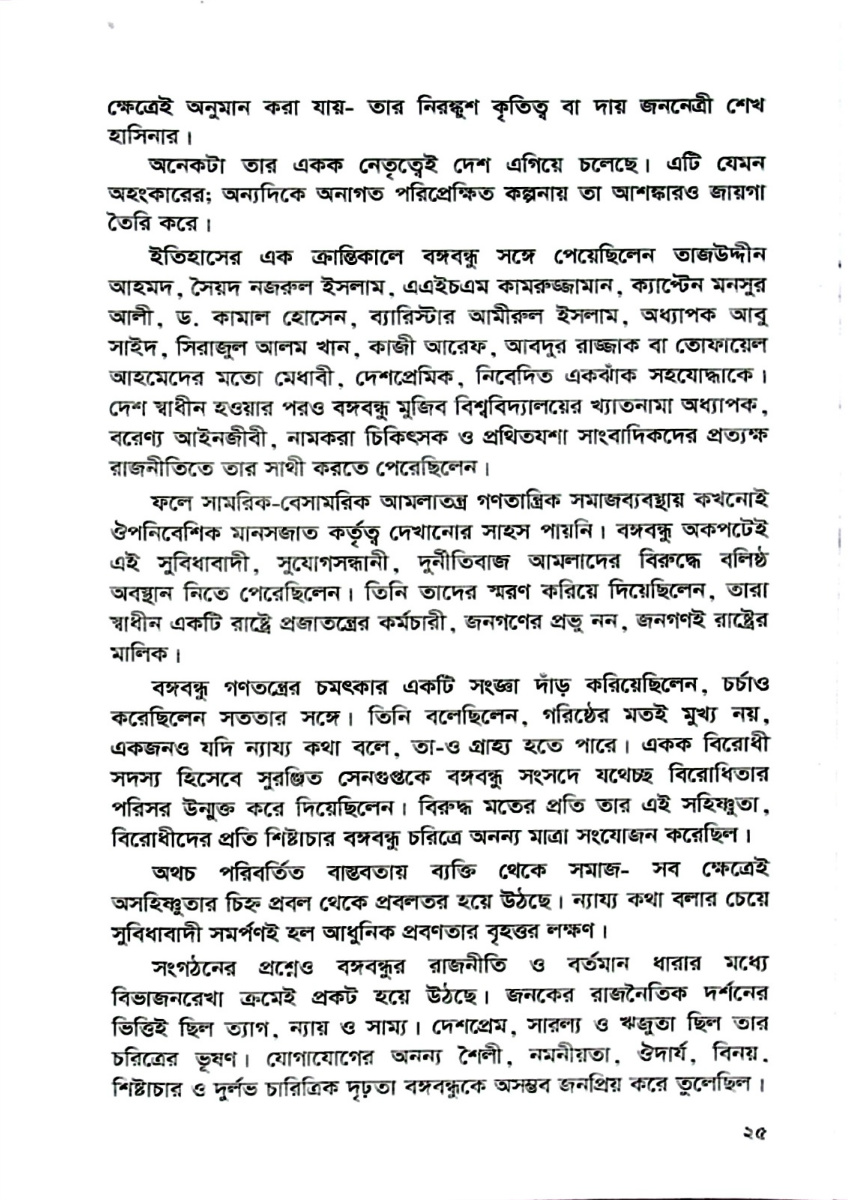 ক্ষেত্রেই অনুমান করা যায়- তার নিরঙ্কুশ কৃতিত্ব বা দায় জননেত্রী শেখ
হাসিনার।
অনেকটা তার একক নেতৃত্বেই দেশ এগিয়ে চলেছে। এটি যেমন
অহংকারের; অন্যদিকে অনাগত পরিপ্রেক্ষিত কল্পনায় তা আশঙ্কারও জায়গা
তৈরি করে।
ইতিহাসের এক ক্রান্তিকালে বঙ্গবন্ধু সঙ্গে পেয়েছিলেন তাজউদ্দীন
আহমদ, সৈয়দ নজরুল ইসলাম, এএইচএম কামরুজ্জামান, ক্যাপ্টেন মনসুর
আলী, ড. কামাল হোসেন, ব্যারিস্টার আমীরুল ইসলাম, অধ্যাপক আবু
সাইদ, সিরাজুল আলম খান, কাজী আরেফ, আবদুর রাজ্জাক বা তোফায়েল
আহমেদের মতো মেধাবী, দেশপ্রেমিক, নিবেদিত একঝাঁক সহযোদ্ধাকে।
দেশ স্বাধীন হওয়ার পরও বঙ্গবন্ধু মুজিব বিশ্ববিদ্যালয়ের খ্যাতনামা অধ্যাপক,
বরেণ্য আইনজীবী, নামকরা চিকিৎসক ও প্রথিতযশা সাংবাদিকদের প্রত্যক্ষ
রাজনীতিতে তার সাথী করতে পেরেছিলেন।
ফলে সামরিক-বেসামরিক আমলাতন্ত্র গণতান্ত্রিক সমাজব্যবস্থায় কখনোই
ঔপনিবেশিক মানসজাত কর্তৃত্ব দেখানোর সাহস পায়নি। বঙ্গবন্ধু অকপটেই
এই সুবিধাবাদী, সুযোগসন্ধানী, দুর্নীতিবাজ আমলাদের বিরুদ্ধে বলিষ্ঠ
অবস্থান নিতে পেরেছিলেন। তিনি তাদের স্মরণ করিয়ে দিয়েছিলেন, তারা
স্বাধীন একটি রাষ্ট্রে প্রজাতন্ত্রের কর্মচারী, জনগণের প্রভু নন, জনগণই রাষ্ট্রের
মালিক।
বঙ্গবন্ধু গণতন্ত্রের চমৎকার একটি সংজ্ঞা দাঁড় করিয়েছিলেন, চর্চাও
করেছিলেন সততার সঙ্গে। তিনি বলেছিলেন, গরিষ্ঠের মতই মুখ্য নয়,
একজনও যদি ন্যায্য কথা বলে, তা-ও গ্রাহ্য হতে পারে। একক বিরোধী
সদস্য হিসেবে সুরঞ্জিত সেনগুপ্তকে বঙ্গবন্ধু সংসদে যথেচ্ছ বিরোধিতার
পরিসর উন্মুক্ত করে দিয়েছিলেন। বিরুদ্ধ মতের প্রতি তার এই সহিষ্ণুতা,
বিরোধীদের প্রতি শিষ্টাচার বঙ্গবন্ধু চরিত্রে অনন্য মাত্রা সংযোজন করেছিল।
অথচ পরিবর্তিত বাস্তবতায় ব্যক্তি থেকে সমাজ- সব ক্ষেত্রেই
অসহিষ্ণুতার চিহ্ন প্রবল থেকে প্রবলতর হয়ে উঠছে। ন্যায্য কথা বলার চেয়ে
সুবিধাবাদী সমর্পণই হল আধুনিক প্রবণতার বৃহত্তর লক্ষণ।
সংগঠনের প্রশ্নেও বঙ্গবন্ধুর রাজনীতি ও বর্তমান ধারার মধ্যে
বিভাজনরেখা ক্রমেই প্রকট হয়ে উঠছে। জনকের রাজনৈতিক দর্শনের
ভিত্তিই ছিল ত্যাগ, ন্যায় ও সাম্য। দেশপ্রেম, সারল্য ও ঋজুতা ছিল তার
চরিত্রের ভূষণ। যোগাযোগের অনন্য শৈলী, নমনীয়তা, ঔদার্য, বিনয়,
শিষ্টাচার ও দুর্লভ চারিত্রিক দৃঢ়তা বঙ্গবন্ধুকে অসম্ভব জনপ্রিয় করে তুলেছিল।
২৫